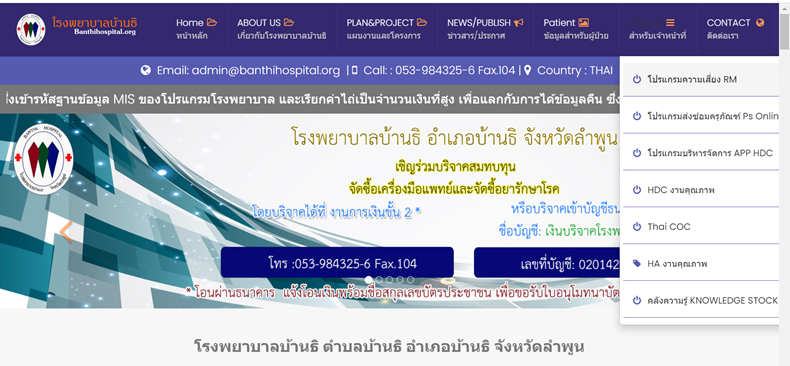 โรงพยาบาลบ้านธิ
Banthihospital.org
Home
หน้าหลัก
ABOUT US
เกี่ยวกับโรงพยาบาลบ้านธิ
PLAN&PROJECT
แผนงานและโครงการ
NEWS/PUBLISH
ข่าวสาร/ประกาศ
Patient
ข้อมูลสำหรับผู้ป่วย
สำหรับเจ้าหน้าที่
CONTACT
ติดต่อเรา
Email: admin@banthihospital.org | Call: : 053-984325-6 Fax.104 | Country : THAI
เข้ารหัสฐานข้อมูล MIS ของโปรแกรมโรงพยาบาล และเรียกค่าไถ่เป็นจำนวนเงินที่สูง เพื่อแลกกับการได้ข้อมูลคืน ซึ่ง
โปรแกรมความเสี่ยง RM
โปรแกรมส่งซ่อมครุภัณฑ์ Ps Onlin
โปรแกรมบริหารจัดการ APP HDC
HDC งานคุณภาพ
Thai COC
HA งานคุณภาพ
คลังความรู้ KNOWLEDGE STOCK
BANTHI HOSPITAL
โรงพยาบาลบ้านธิ อำเภอบ้านธิ จังหวัดลำพูน
เชิญร่วมบริจาคสมทบทุน
จัดซื้อเครื่องมือแพทย์และจัดซื้อยารักษาโรค
โดยบริจาคได้ที่ งานการเงินชั้น 2 *
หรือบริจาคเข้าบัญชีธน
ชื่อบัญชี: เงินบริจาคโรงพ
โทร :053-984325-6 Fax.104
เลขที่บัญชี: 020142
* โอนผ่านธนาคาร แจ้งโอนเงินพร้อมชื่อสกุลเลขบัตรประชาชน เพื่อขอรับใบอนุโมทนาบัต
โรงพยาบาลบ้านธิ ตำบลบ้านธิ อำเภอบ้านธิ จังหวัดลำพูน